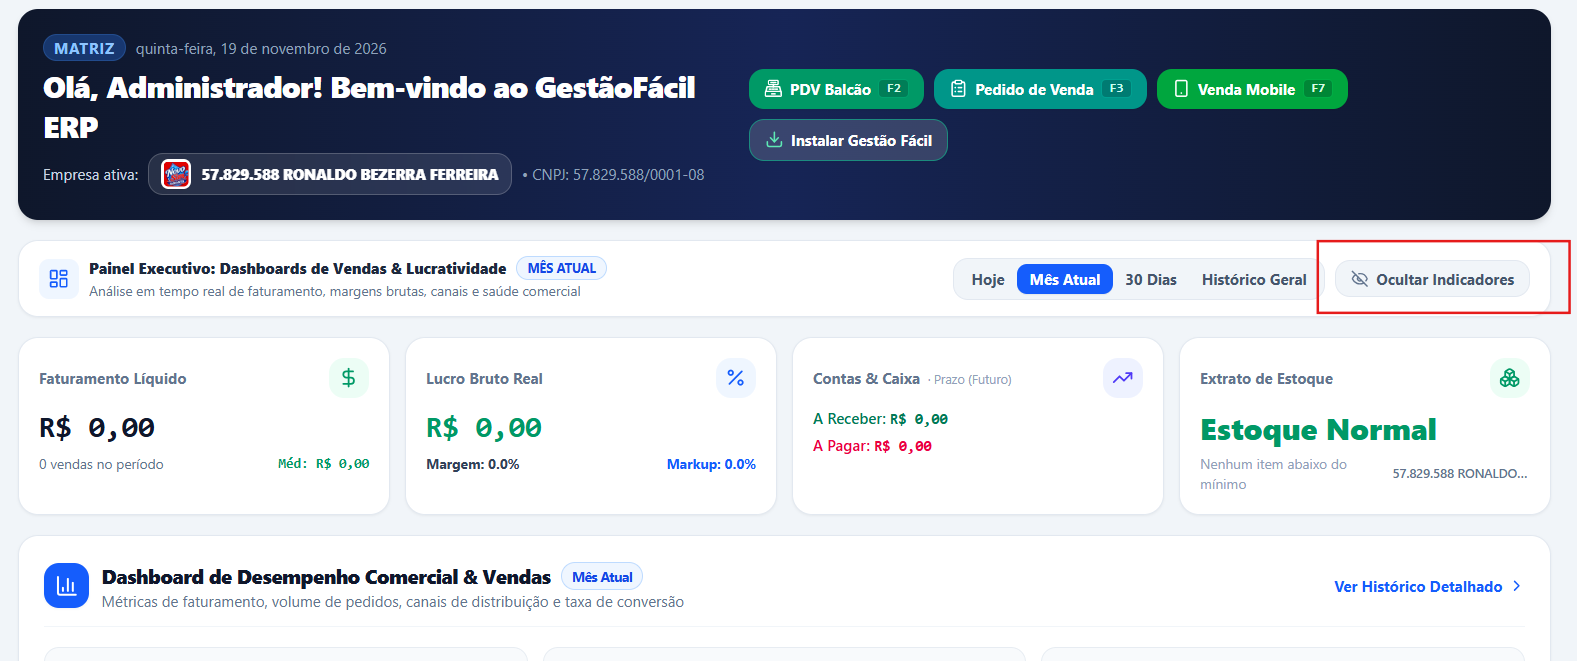 MATRIZ quinta-feira, 19 de novembro de 2026
Olá, Administrador! Bem-vindo ao GestãoFácil
ERP
Empresa ativa: 57.829.588 RONALDO BEZERRA FERREIRA • CNPJ: 57.829.588/0001-08
PDV Balcão F2
Pedido de Venda F3
Venda Mobile F7
Instalar Gestão Fácil
Painel Executivo: Dashboards de Vendas & Lucratividade MÊS ATUAL
Análise em tempo real de faturamento, margens brutas, canais e saúde comercial
Hoje Mês Atual 30 Dias Histórico Geral
Ocultar Indicadores
Faturamento Líquido
R$ 0,00
0 vendas no período Méd: R$ 0,00
Lucro Bruto Real
R$ 0,00
Margem: 0.0% Markup: 0.0%
Contas & Caixa · Prazo (Futuro)
A Receber: R$ 0,00
A Pagar: R$ 0,00
Extrato de Estoque
Estoque Normal
Nenhum item abaixo do
mínimo
57.829.588 RONALDO...
Dashboard de Desempenho Comercial & Vendas Mês Atual
Métricas de faturamento, volume de pedidos, canais de distribuição e taxa de conversão
Ver Histórico Detalhado